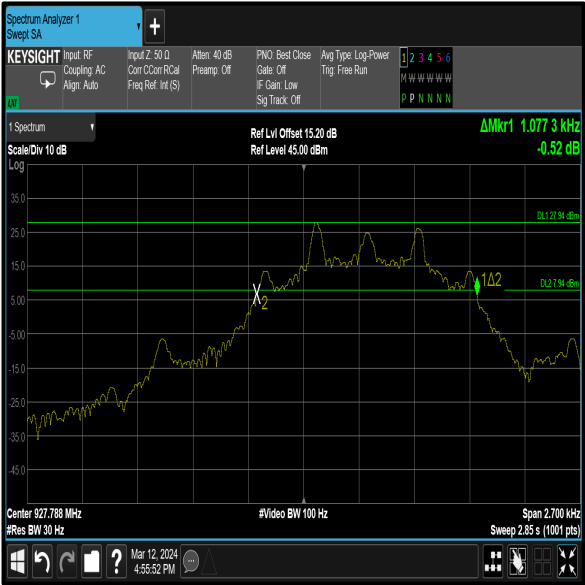 Spectrum Analyzer 1
Swept SA
+
KEYSIGHT
Input: RF
Coupling: AC
Align: Auto
Input Z: 50 Ω
Corr CCorr RCal
Freq Ref: Int (S)
Atten: 40 dB
Preamp: Off
PNO: Best Close
Gate: Off
IF Gain: Low
Sig Track: Off
Avg Type: Log-Power
Trig: Free Run
1 2 3 4 5 6
M W W W W W
P P N N N N
LXI
1 Spectrum
Scale/Div 10 dB
Ref Lvl Offset 15.20 dB
Ref Level 45.00 dBm
ΔMkr1 1.077 3 kHz
-0.52 dB
Log
35.0
25.0
15.0
5.00
-5.00
-15.0
-25.0
-35.0
-45.0
DL1 27.94 dBm
DL2 7.94 dBm
X2
1Δ2
Center 927.788 MHz
#Res BW 30 Hz
#Video BW 100 Hz
Span 2.700 kHz
Sweep 2.85 s (1001 pts)
?
Mar 12, 2024
4:55:52 PM